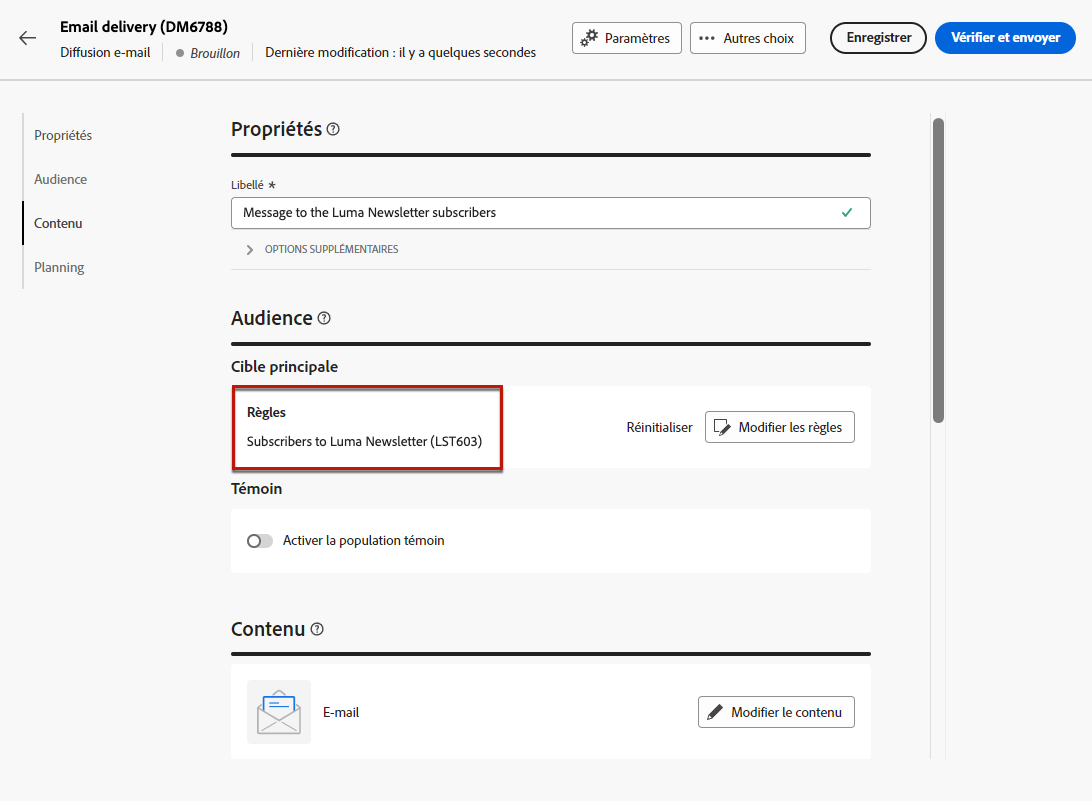 Email delivery (DM6788)
Diffusion e-mail
Brouillon
Dernière modification : il y a quelques secondes
Paramètres
Autres choix
Enregistrer
Vérifier et envoyer
Propriétés
Audience
Contenu
Planning
Propriétés
Libellé *
Message to the Luma Newsletter subscribers
OPTIONS SUPPLÉMENTAIRES
Audience
Cible principale
Règles
Subscribers to Luma Newsletter (LST603)
Réinitialiser
Modifier les règles
Témoin
Activer la population témoin
Contenu
E-mail
Modifier le contenu